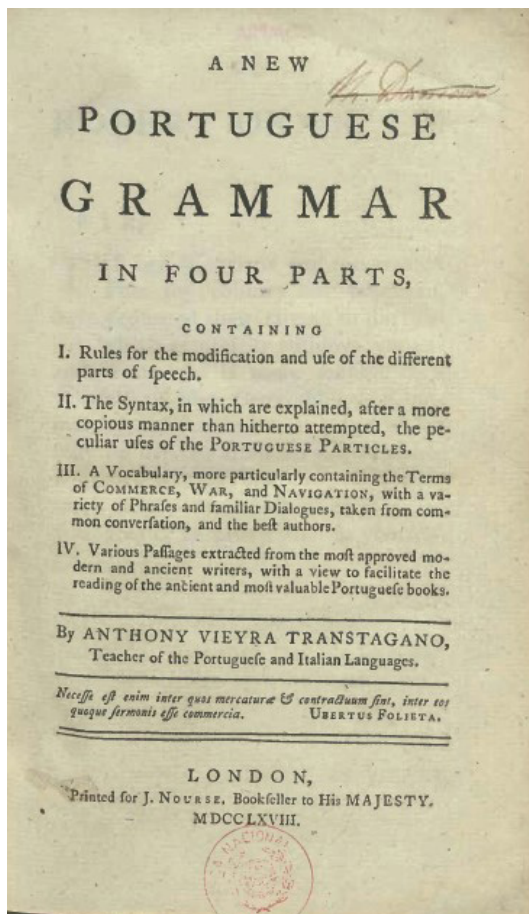 A NEW
PORTUGUESE
GRAMMAR
IN FOUR PARTS,
CONTAINING
I. Rules for the modification and uſe of the different
parts of ſpeech.
II. The Syntax, in which are explained, after a more
copious manner than hitherto attempted, the pe-
culiar uſes of the PORTUGUESE PARTICLES.
III. A Vocabulary, more particularly containing the Terms
of COMMERCE, WAR, and NAVIGATION, with a va-
riety of Phraſes and familiar Dialogues, taken from com-
mon converſation, and the beſt authors.
IV. Various Paſſages extracted from the moſt approved mo-
dern and ancient writers, with a view to facilitate the
reading of the ancient and moſt valuable Portugueſe books.
By ANTHONY VIEYRA TRANSTAGANO,
Teacher of the Portugueſe and Italian Languages.
Neceſſe eſt enim inter quos mercaturæ & contractuum ſint, inter eos
quoque ſermonis eſſe commercia. UBERTUS FOLIETA.
LONDON,
Printed for J. NOURSE, Bookſeller to His MAJESTY.
MDCCLXVIII.
NACIONAL